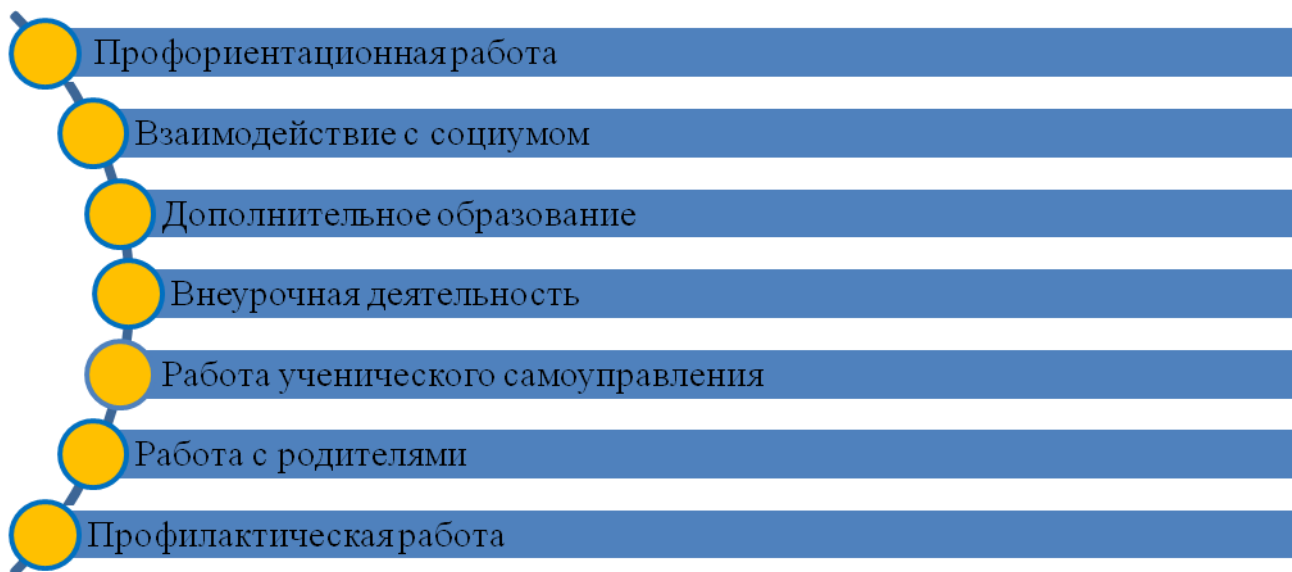 Профориентационная работа
Взаимодействие с социумом
Дополнительное образование
Внеурочная деятельность
Работа ученического самоуправления
Работа с родителями
Профилактическая работа